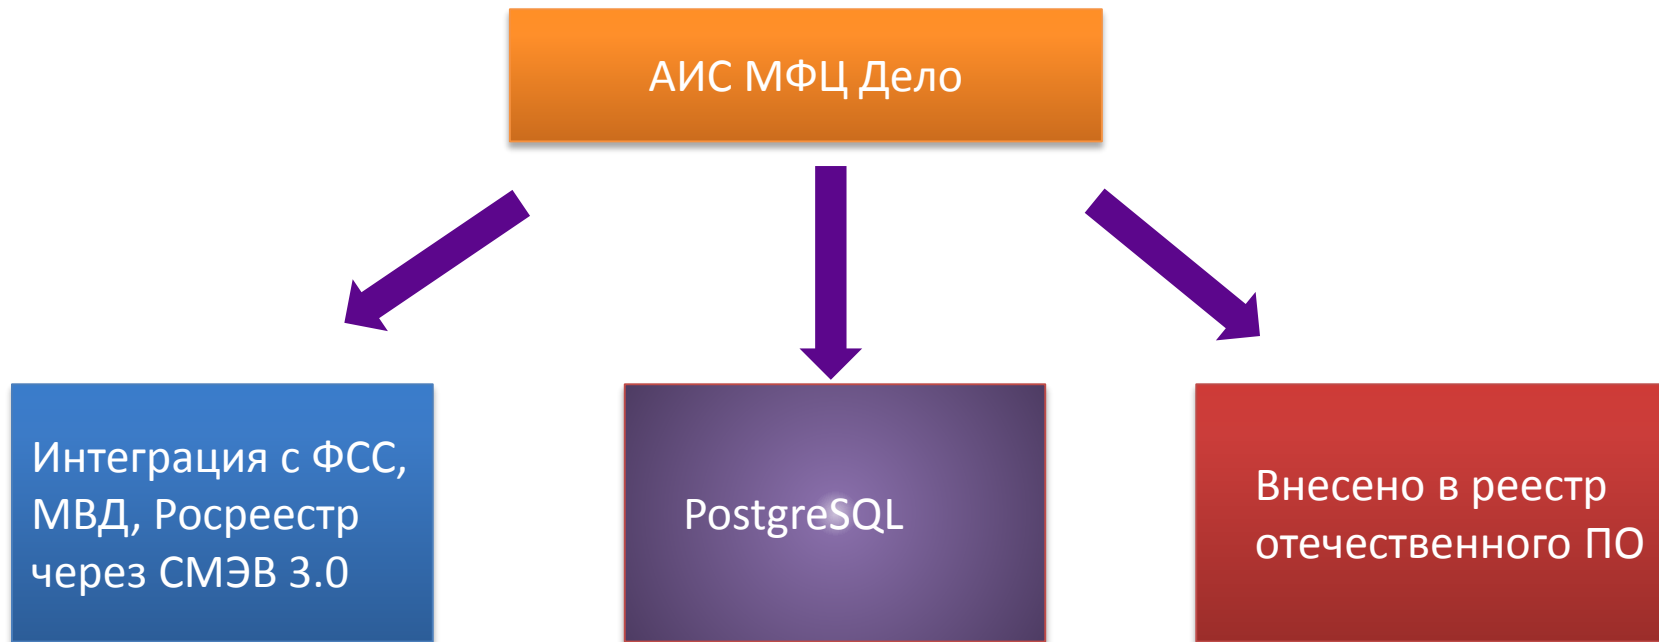 АИС МФЦ Дело
Интеграция с ФСС,
МВД, Росреестр
через СМЭВ 3.0
PostgreSQL
Внесено в реестр
отечественного ПО